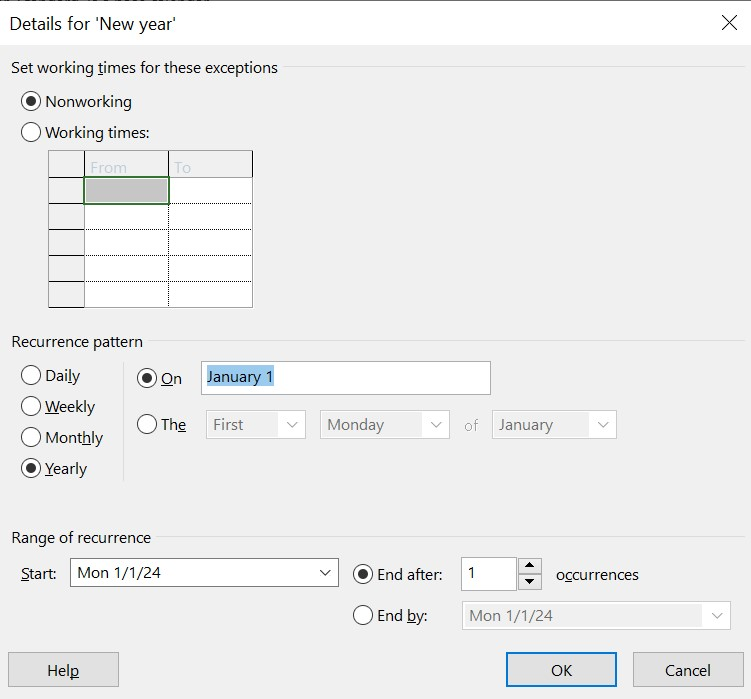 Details for 'New year'
Set working times for these exceptions
Nonworking
Working times:
From To
Recurrence pattern
Daily
Weekly
Monthly
Yearly
On January 1
The First Monday of January
Range of recurrence
Start: Mon 1/1/24 End after: 1 occurrences
End by: Mon 1/1/24
Help OK Cancel